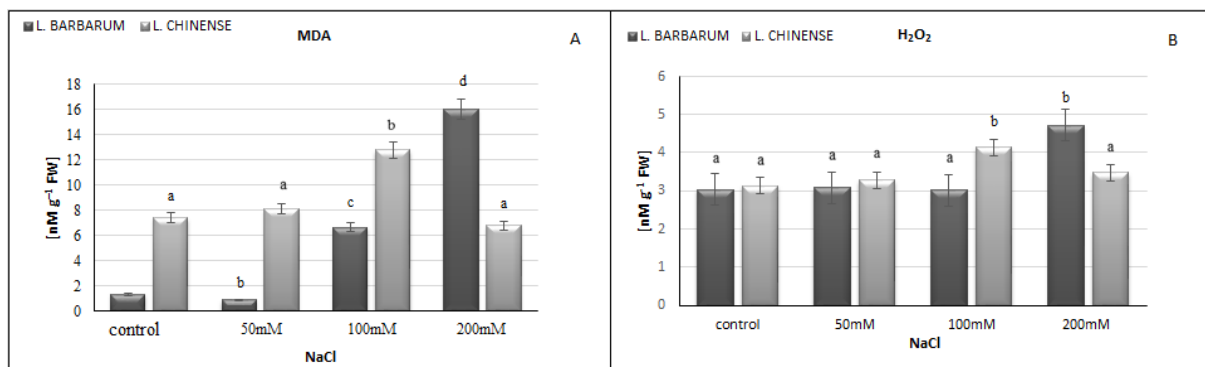 L. BARBARUM L. CHINENSE
MDA
A
[nM g⁻¹ FW]
18
16
14
12
10
8
6
4
2
0
a
b
a
c
b
d
a
control 50mM 100mM 200mM
NaCl
L. BARBARUM L. CHINENSE
H₂O₂
B
[nM g⁻¹ FW]
6
5
4
3
2
1
0
a a a a a b b a
control 50mM 100mM 200mM
NaCl